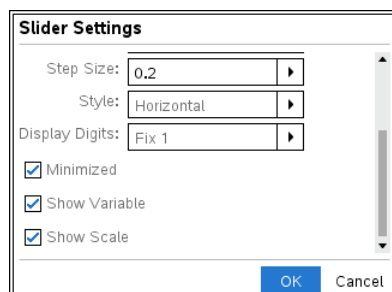 Slider Settings
Step Size: 0.2
Style: Horizontal
Display Digits: Fix 1
Minimized
Show Variable
Show Scale
OK Cancel